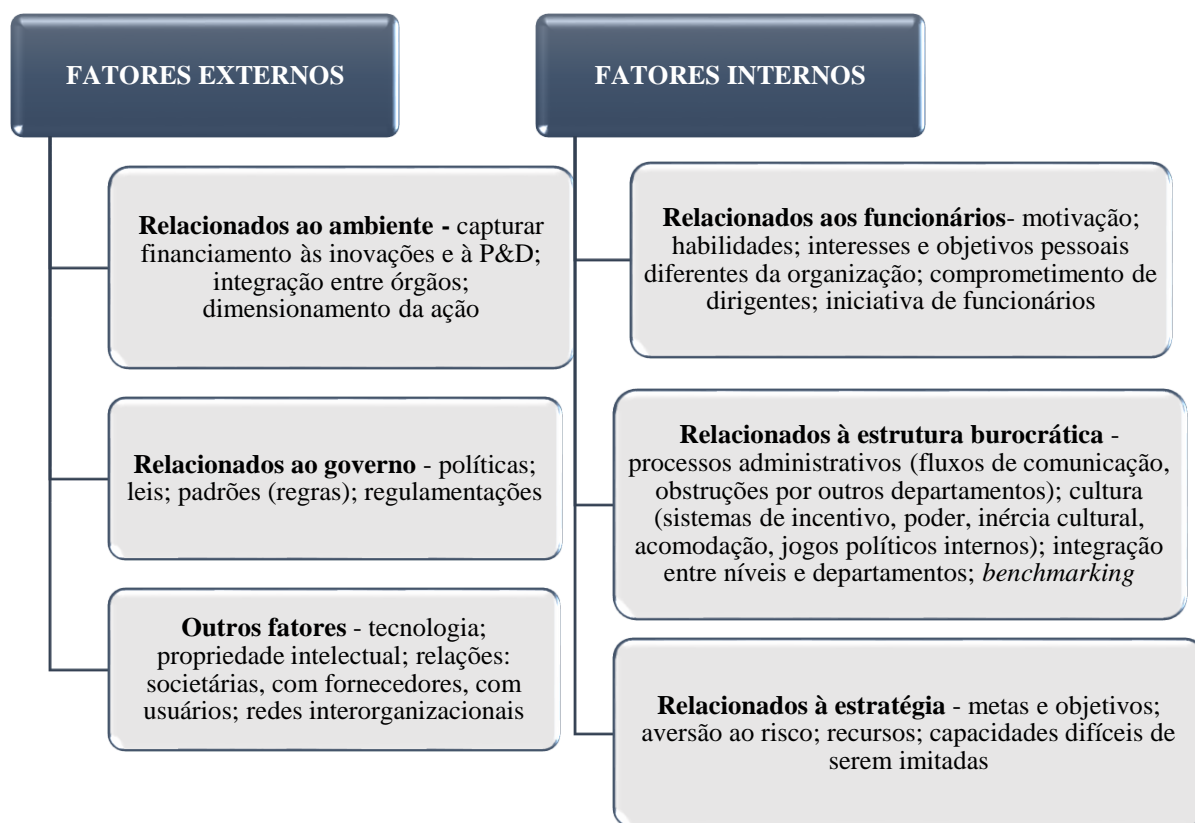 FATORES EXTERNOS
Relacionados ao ambiente - capturar
financiamento às inovações e à P&D;
integração entre órgãos;
dimensionamento da ação
Relacionados ao governo - políticas;
leis; padrões (regras); regulamentações
Outros fatores - tecnologia;
propriedade intelectual; relações:
societárias, com fornecedores, com
usuários; redes interorganizacionais
FATORES INTERNOS
Relacionados aos funcionários- motivação;
habilidades; interesses e objetivos pessoais
diferentes da organização; comprometimento de
dirigentes; iniciativa de funcionários
Relacionados à estrutura burocrática -
processos administrativos (fluxos de comunicação,
obstruções por outros departamentos); cultura
(sistemas de incentivo, poder, inércia cultural,
acomodação, jogos políticos internos); integração
entre níveis e departamentos; benchmarking
Relacionados à estratégia - metas e objetivos;
aversão ao risco; recursos; capacidades difíceis de
serem imitadas